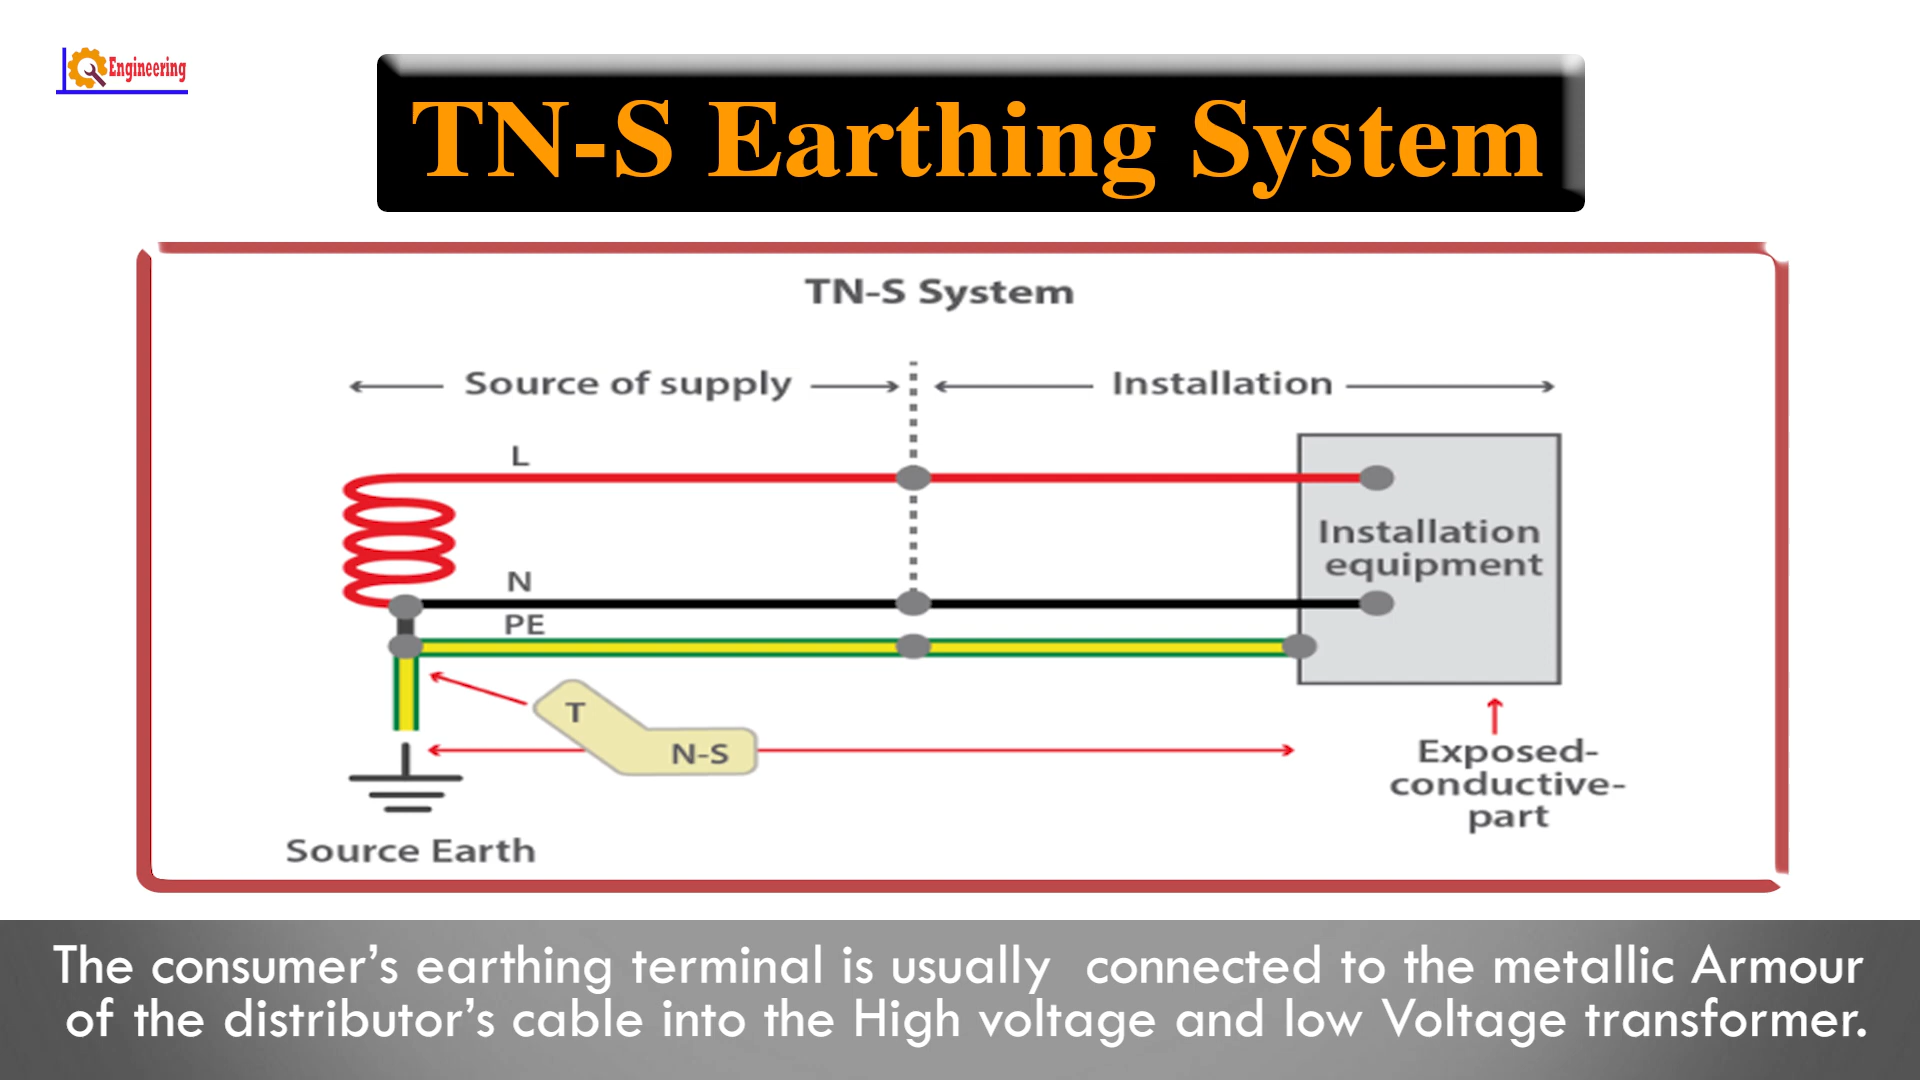 Engineering
TN-S Earthing System
TN-S System
Source of supply
Installation
L
Installation
equipment
N
PE
T
N-S
Exposed-
conductive-
part
Source Earth
The consumer’s earthing terminal is usually connected to the metallic Armour
of the distributor’s cable into the High voltage and low Voltage transformer.